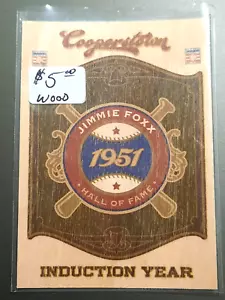 Cooperstown
$5.00
WOOD
JIMMIE FOXX
1951
HALL OF FAME
INDUCTION YEAR